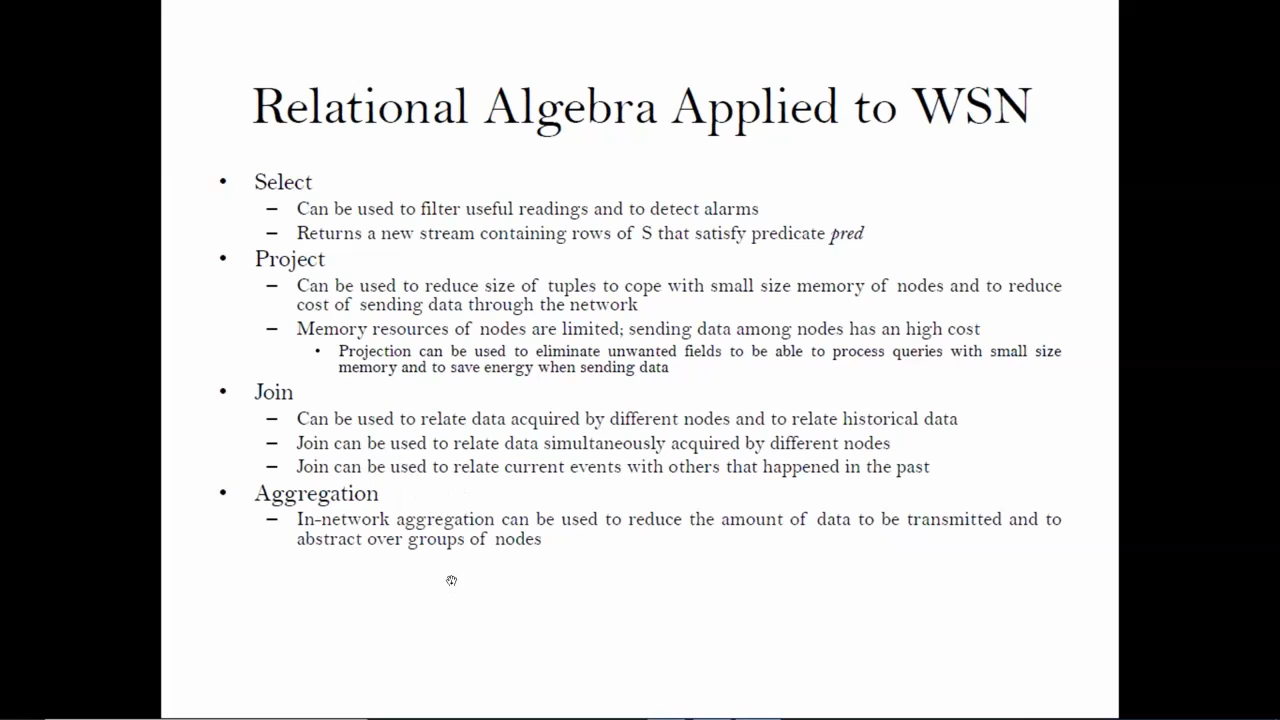 Relational Algebra Applied to WSN
• Select
– Can be used to filter useful readings and to detect alarms
– Returns a new stream containing rows of S that satisfy predicate pred
• Project
– Can be used to reduce size of tuples to cope with small size memory of nodes and to reduce
cost of sending data through the network
– Memory resources of nodes are limited; sending data among nodes has an high cost
• Projection can be used to eliminate unwanted fields to be able to process queries with small size
memory and to save energy when sending data
• Join
– Can be used to relate data acquired by different nodes and to relate historical data
– Join can be used to relate data simultaneously acquired by different nodes
– Join can be used to relate current events with others that happened in the past
• Aggregation
– In-network aggregation can be used to reduce the amount of data to be transmitted and to
abstract over groups of nodes